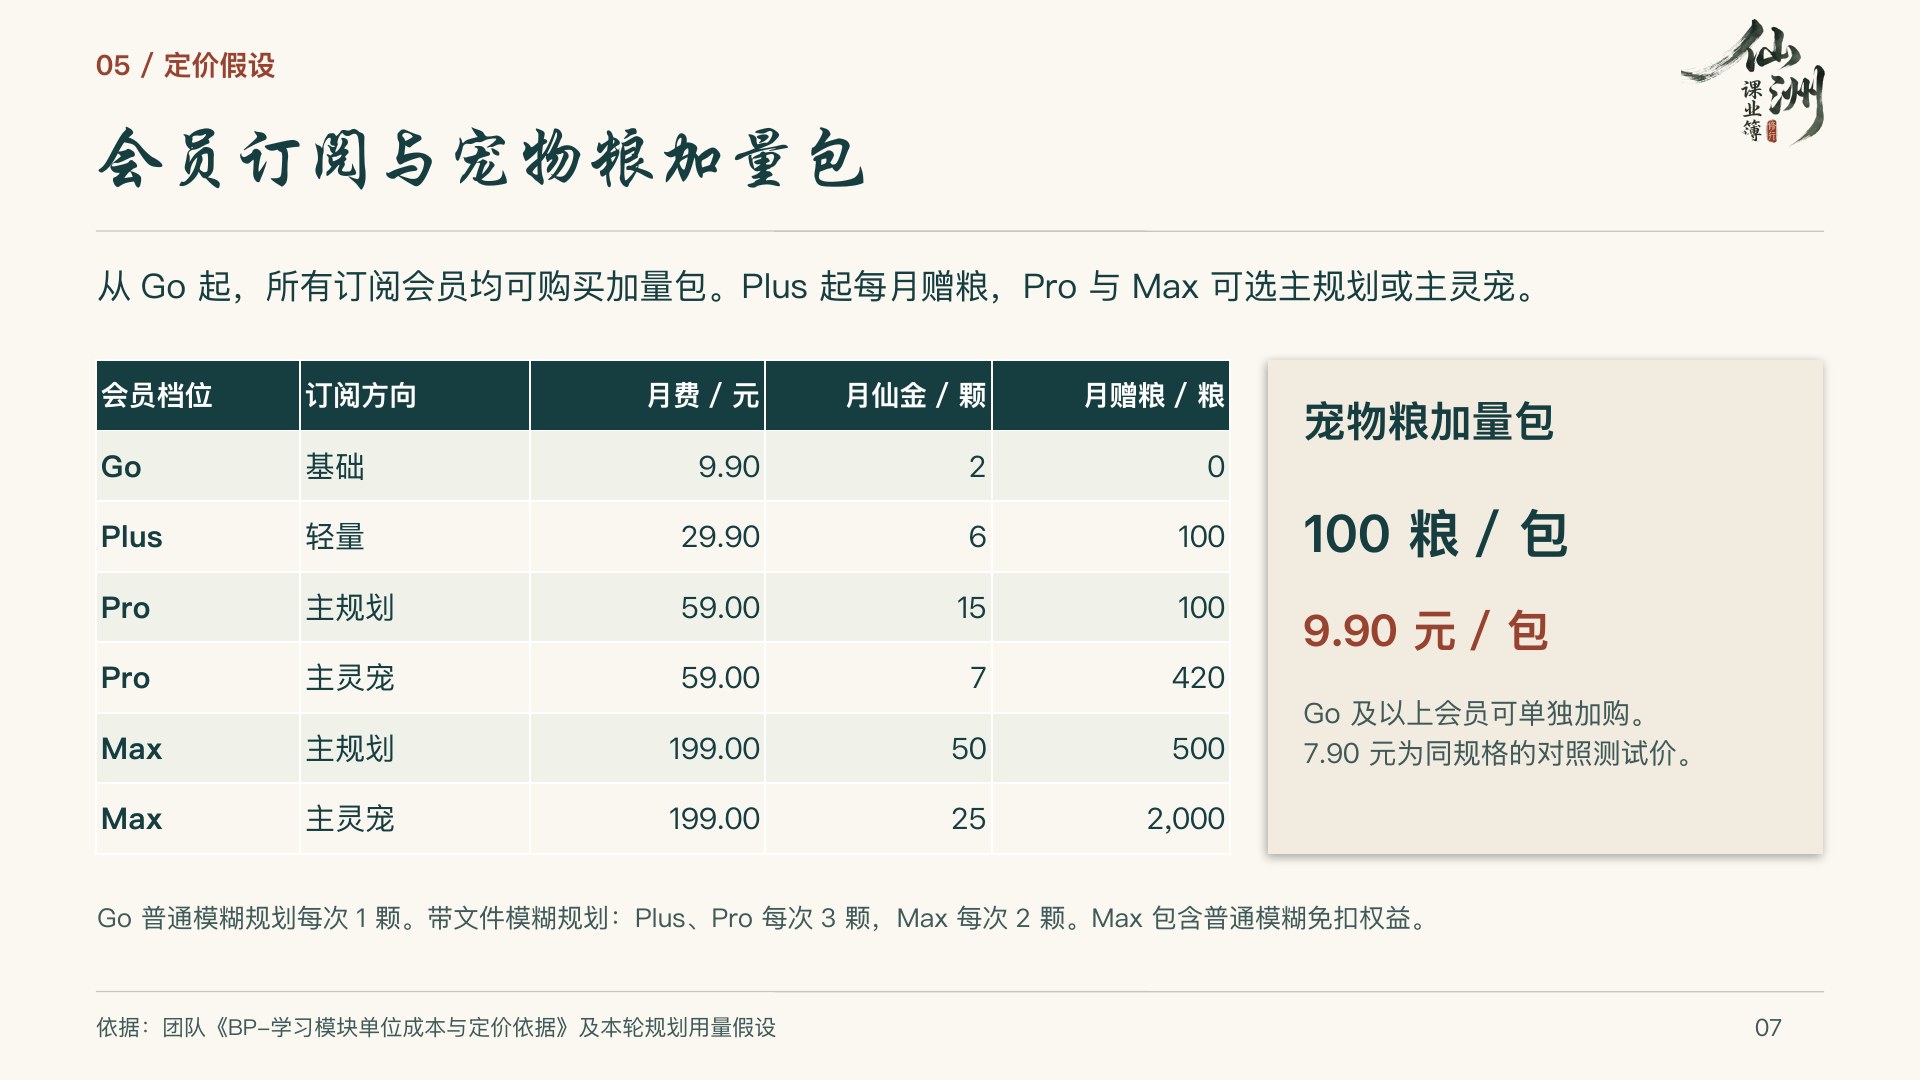 05 / 定价假设
仙洲
课业簿
会员订阅与宠物粮加量包
从 Go 起，所有订阅会员均可购买加量包。Plus 起每月赠粮，Pro 与 Max 可选主规划或主灵宠。
会员档位 订阅方向 月费 / 元 月仙金 / 颗 月赠粮 / 粮
Go 基础 9.90 2 0
Plus 轻量 29.90 6 100
Pro 主规划 59.00 15 100
Pro 主灵宠 59.00 7 420
Max 主规划 199.00 50 500
Max 主灵宠 199.00 25 2,000
宠物粮加量包
100 粮 / 包
9.90 元 / 包
Go 及以上会员可单独加购。
7.90 元为同规格的对照测试价。
Go 普通模糊规划每次 1 颗。带文件模糊规划：Plus、Pro 每次 3 颗，Max 每次 2 颗。Max 包含普通模糊免扣权益。
依据：团队《BP–学习模块单位成本与定价依据》及本轮规划用量假设
07